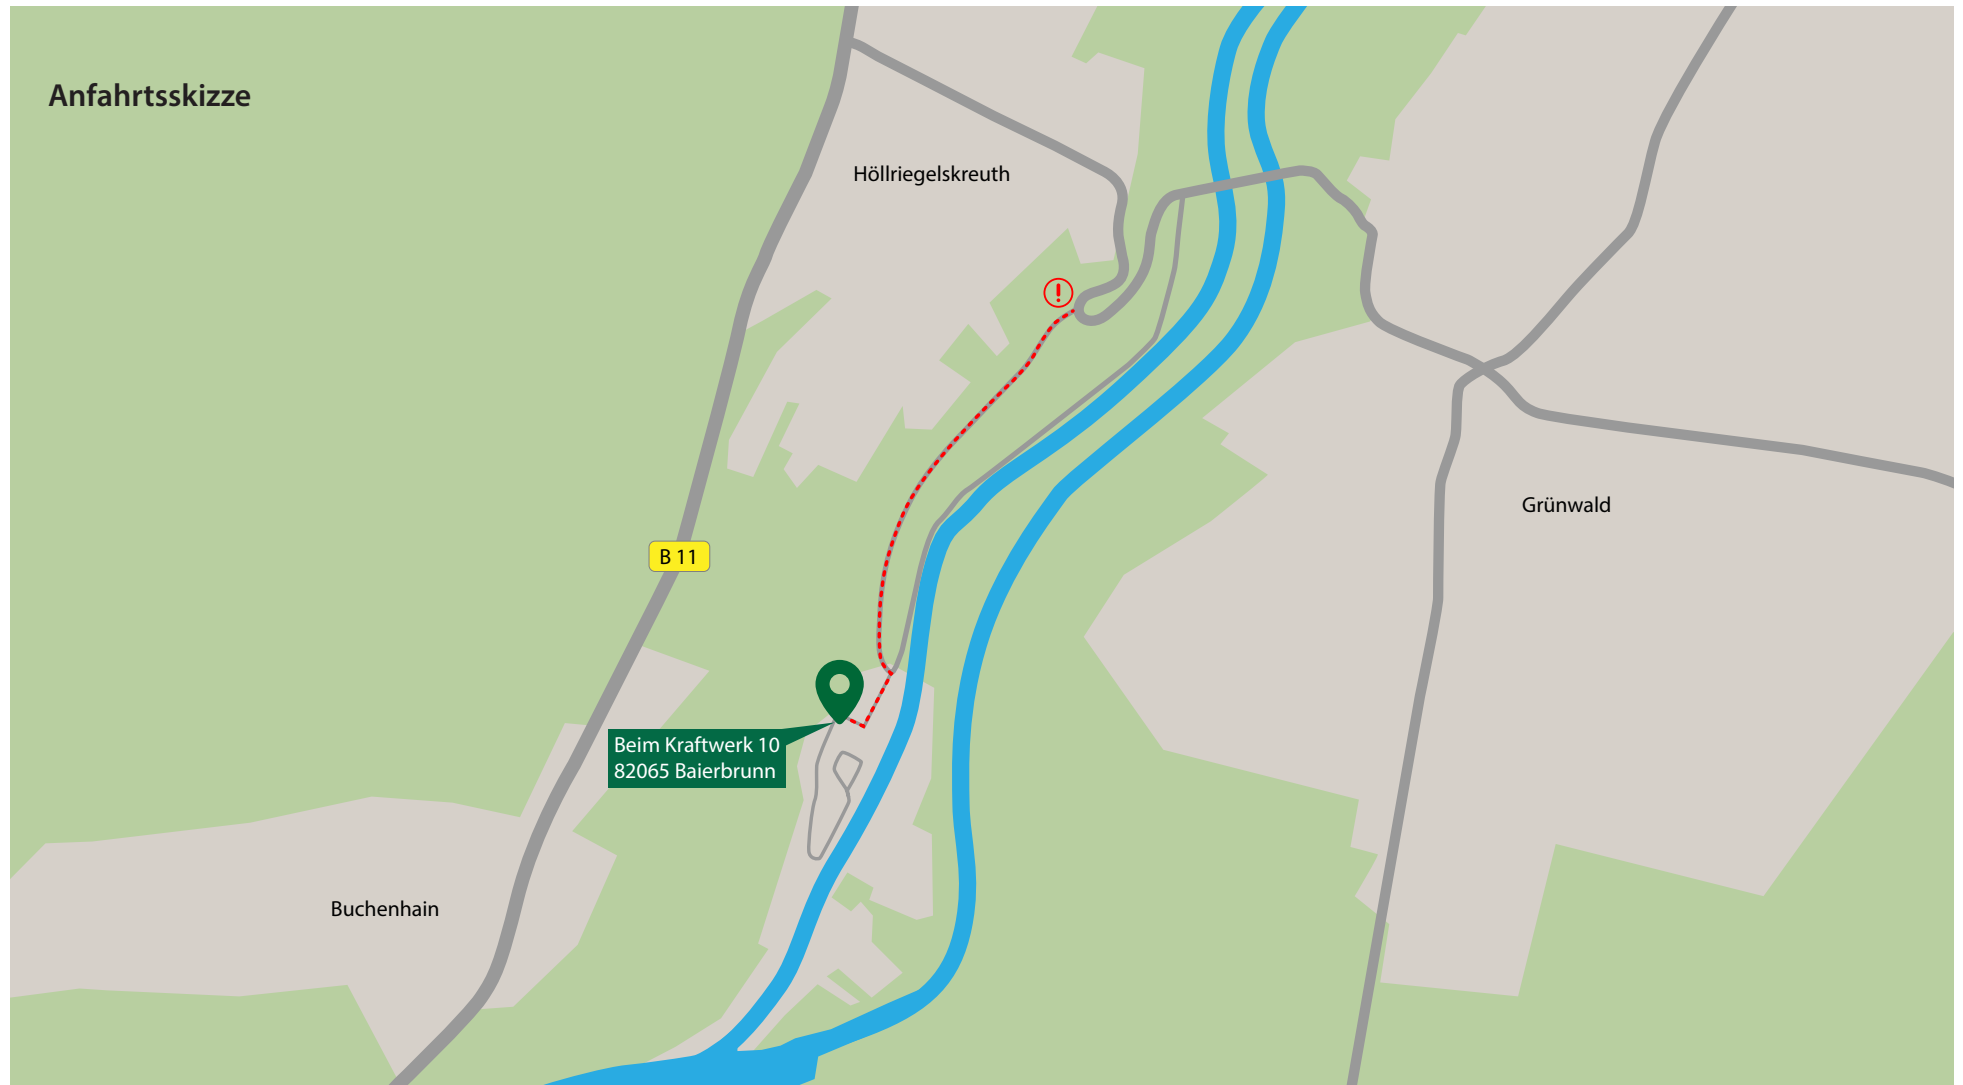 Anfahrtsskizze
Höllriegelskreuth
!
Grünwald
B 11
Beim Kraftwerk 10
82065 Baierbrunn
Buchenhain